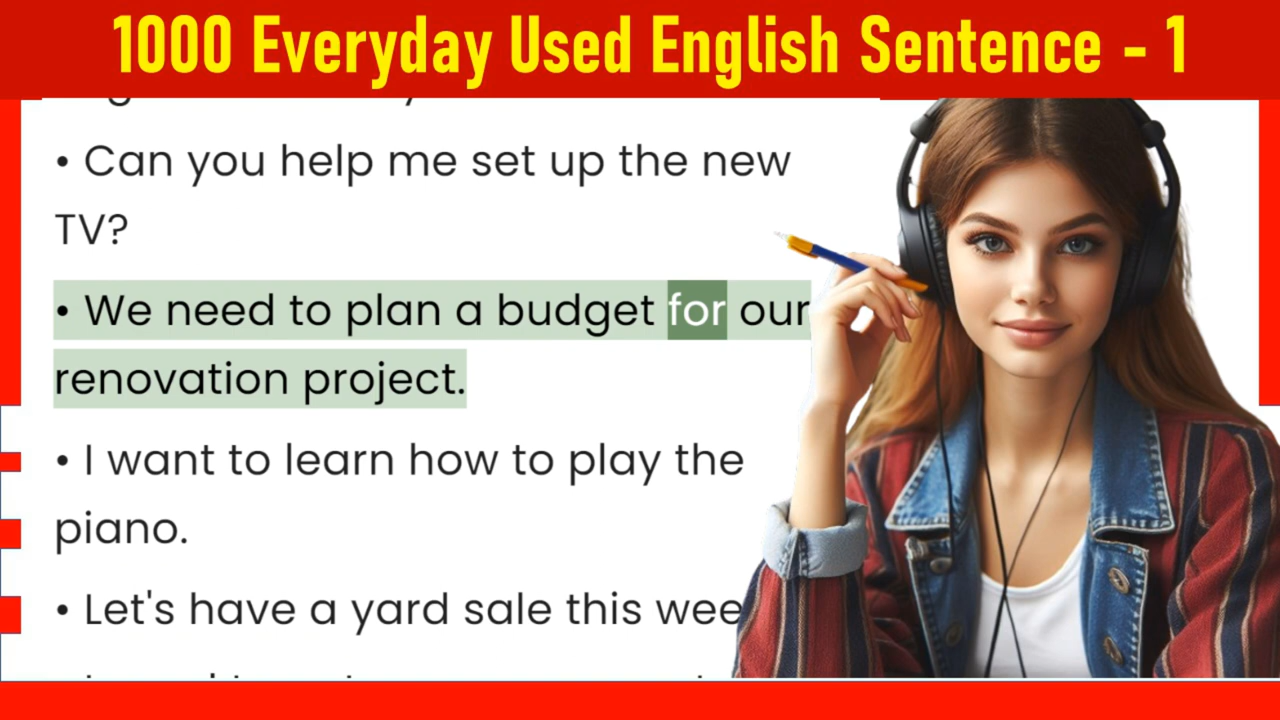 1000 Everyday Used English Sentence - 1
• Can you help me set up the new
TV?
• We need to plan a budget for our
renovation project.
• I want to learn how to play the
piano.
• Let's have a yard sale this